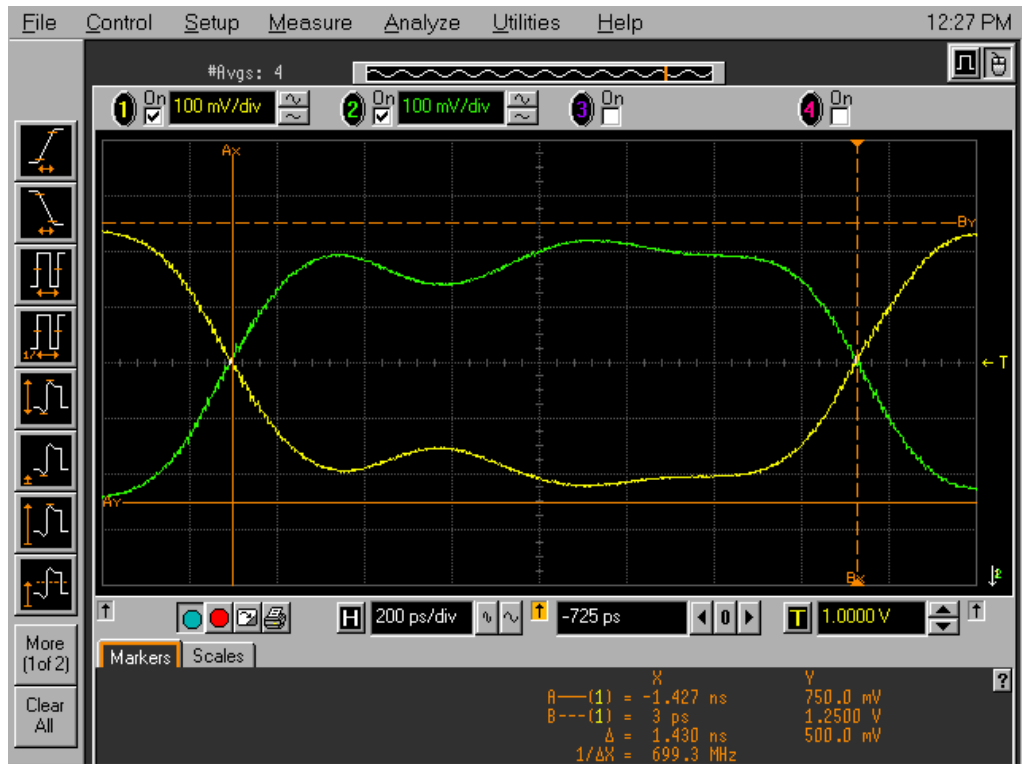 File Control Setup Measure Analyze Utilities Help 12:27 PM
#Avgs: 4
1 On 100 mV/div 2 On 100 mV/div 3 On 4 On
Ax
By
← T
Ay
Bx
2
H 200 ps/div -725 ps 0 T 1.0000 V
1/
More
(1of 2)
Clear
All
Markers Scales
?
X Y
A——(1) = -1.427 ns 750.0 mV
B---(1) = 3 ps 1.2500 V
Δ = 1.430 ns 500.0 mV
1/ΔX = 699.3 MHz